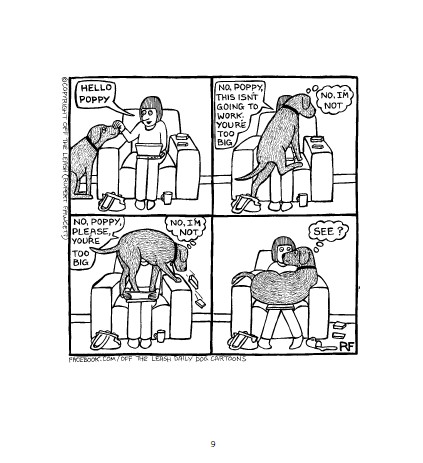 HELLO
POPPY
NO, POPPY,
THIS ISN'T
GOING TO
WORK.
YOU'RE
TOO
BIG
NO, I'M
NOT
NO, POPPY,
PLEASE,
YOU'RE
TOO
BIG
NO, I'M
NOT
SEE?
RF
©COPYRIGHT OFF THE LEASH (RUPERT FAWCETT)
FACEBOOK.COM/OFF THE LEASH DAILY DOG CARTOONS
9